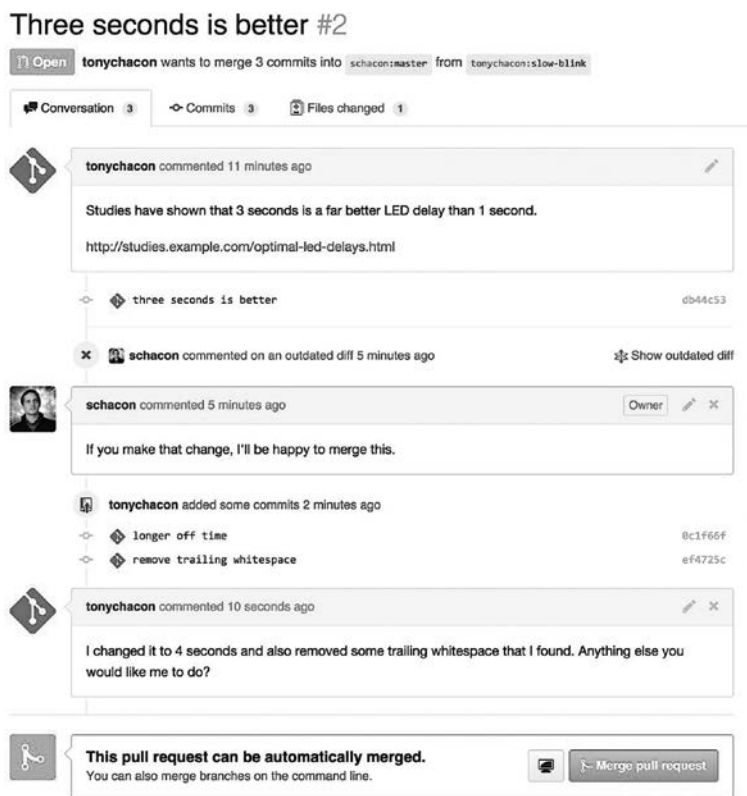 Three seconds is better #2
Open tonychacon wants to merge 3 commits into schacon:master from tonychacon:slow-blink
Conversation 3 Commits 3 Files changed 1
tonychacon commented 11 minutes ago
Studies have shown that 3 seconds is a far better LED delay than 1 second.
http://studies.example.com/optimal-led-delays.html
three seconds is better db44c53
schacon commented on an outdated diff 5 minutes ago Show outdated diff
schacon commented 5 minutes ago Owner
If you make that change, I'll be happy to merge this.
tonychacon added some commits 2 minutes ago
longer off time 0c1f66f
remove trailing whitespace ef4725c
tonychacon commented 10 seconds ago
I changed it to 4 seconds and also removed some trailing whitespace that I found. Anything else you
would like me to do?
This pull request can be automatically merged.
You can also merge branches on the command line.
Merge pull request